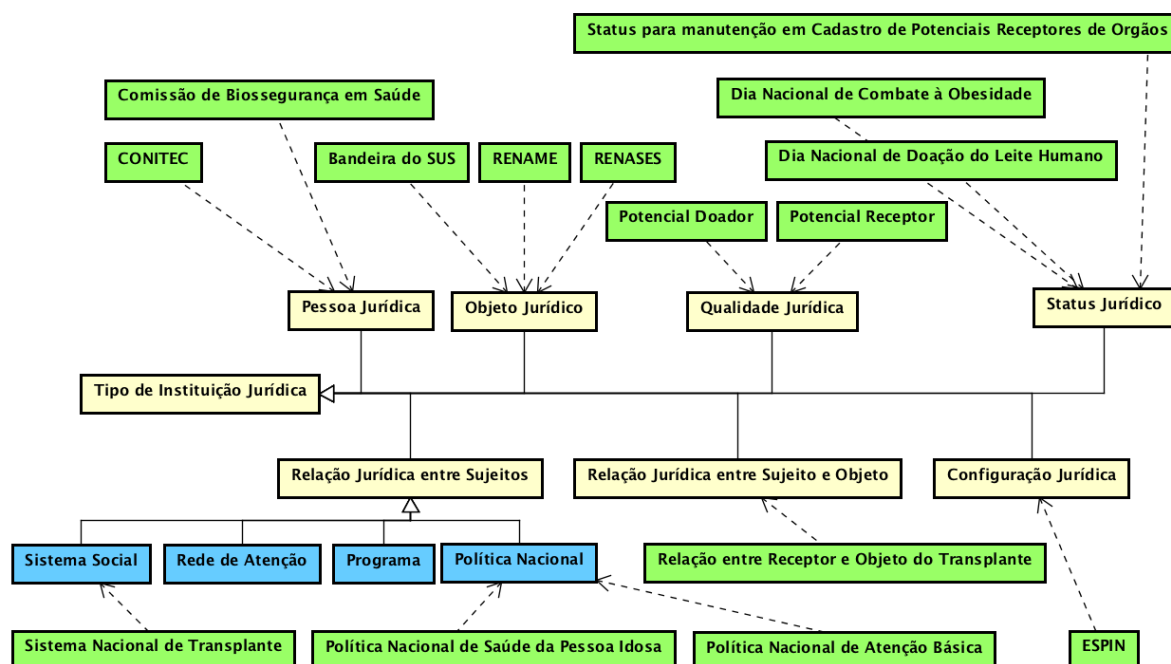 Status para manutenção em Cadastro de Potenciais Receptores de Orgãos
Comissão de Biossegurança em Saúde
Dia Nacional de Combate à Obesidade
CONITEC
Bandeira do SUS
RENAME
RENASES
Dia Nacional de Doação do Leite Humano
Potencial Doador
Potencial Receptor
Pessoa Jurídica
Objeto Jurídico
Qualidade Jurídica
Status Jurídico
Tipo de Instituição Jurídica
Relação Jurídica entre Sujeitos
Relação Jurídica entre Sujeito e Objeto
Configuração Jurídica
Sistema Social
Rede de Atenção
Programa
Política Nacional
Relação entre Receptor e Objeto do Transplante
Sistema Nacional de Transplante
Política Nacional de Saúde da Pessoa Idosa
Política Nacional de Atenção Básica
ESPIN